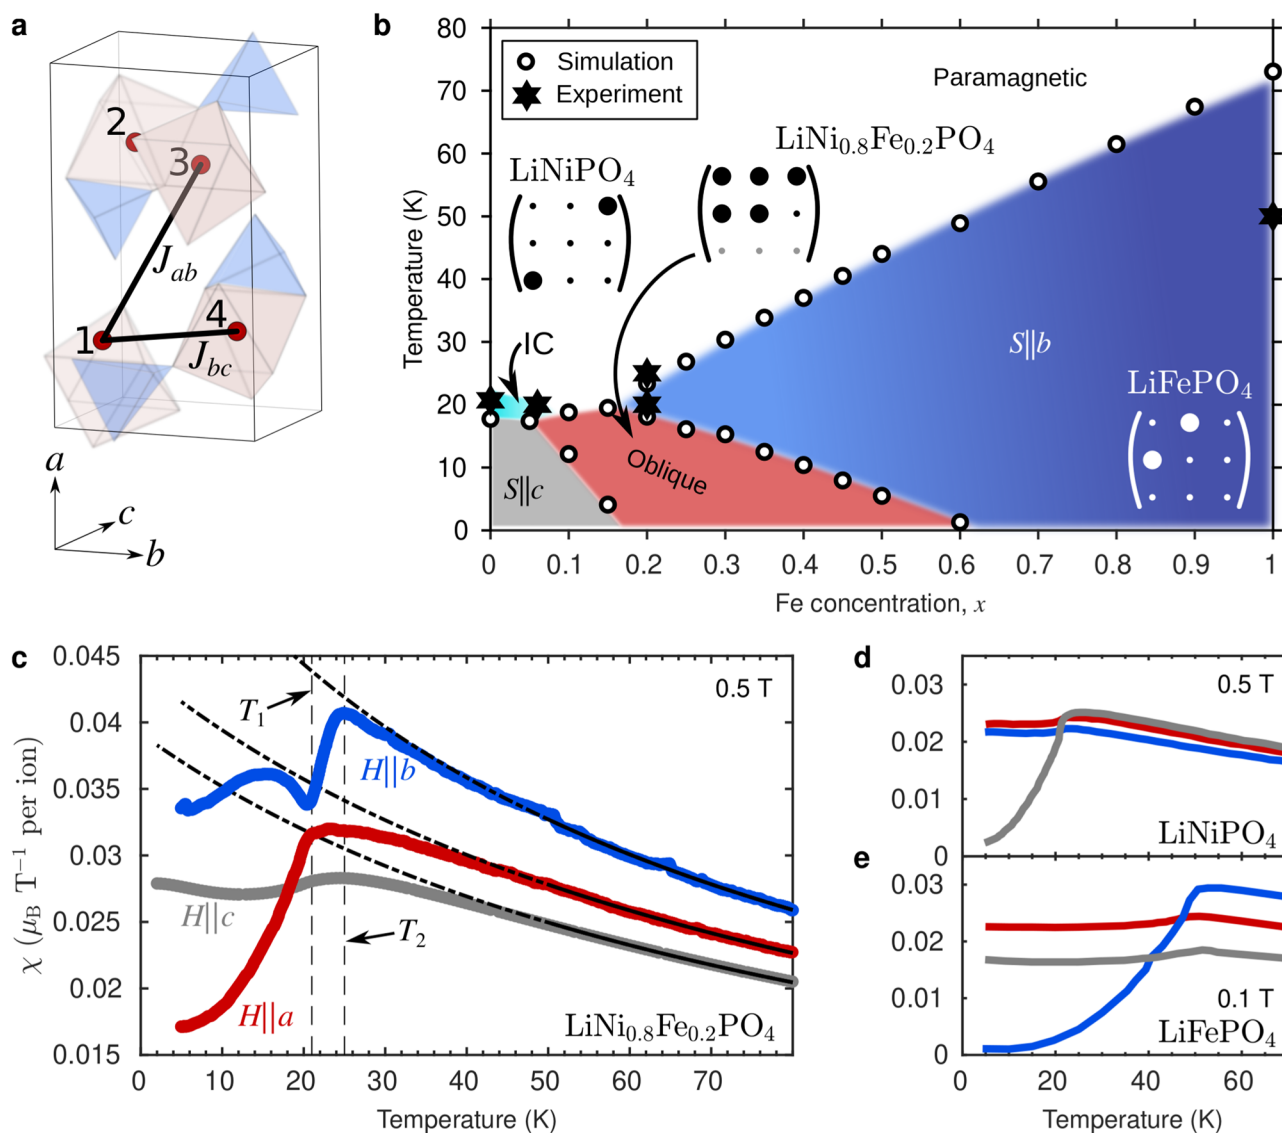 a
2
3
J_ab
1
4
J_bc
a
c
b
b
80
70
60
50
40
30
20
10
0
Temperature (K)
Simulation
Experiment
Paramagnetic
LiNiPO₄
LiNi₀.₈Fe₀.₂PO₄
IC
S||b
LiFePO₄
Oblique
S||c
0 0.1 0.2 0.3 0.4 0.5 0.6 0.7 0.8 0.9 1
Fe concentration, x
c
0.045
0.04
0.035
0.03
0.025
0.02
0.015
χ (μ_B T⁻¹ per ion)
0.5 T
T₁
H||b
H||c
T₂
H||a
LiNi₀.₈Fe₀.₂PO₄
0 10 20 30 40 50 60 70
Temperature (K)
d
0.03
0.02
0.01
0
0.5 T
LiNiPO₄
e
0.03
0.02
0.01
0
0.1 T
LiFePO₄
0 20 40 60
Temperature (K)